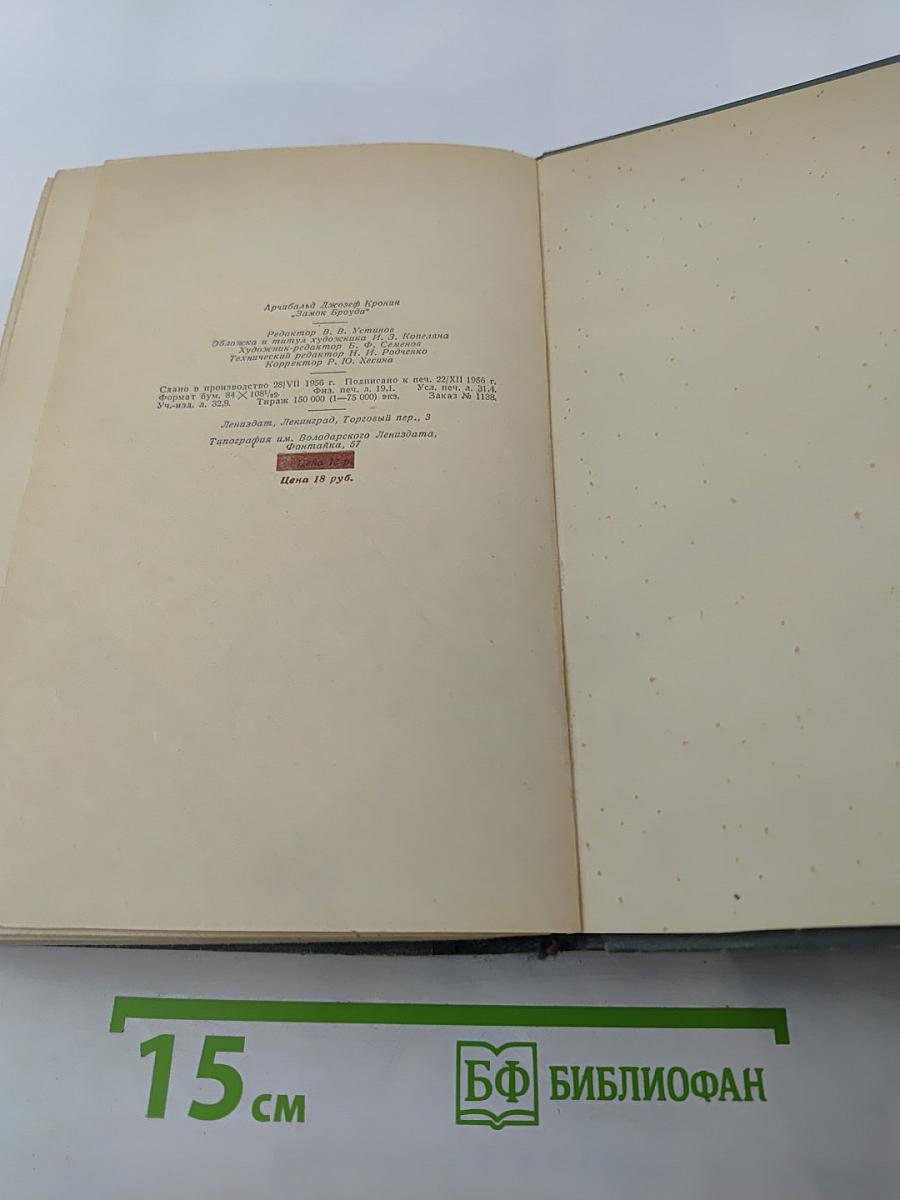 Арчибальд Джозеф Кронин
„Замок Броуди“
Редактор В. В. Устинов
Обложка и титул художника И. З. Копеляна
Художник-редактор Б. Ф. Семенов
Технический редактор Н. И. Родченко
Корректор Р. Ю. Хесина
Сдано в производство 28/VII 1956 г. Подписано к печ. 22/XII 1956 г.
Формат бум. 84 × 108¹/₃₂. Физ. печ. л. 19,1. Усл. печ. л. 31,4.
Уч.-изд. л. 32,9. Тираж 150 000 (1—75 000) экз. Заказ № 1138.
Лениздат, Ленинград, Торговый пер., 3
Типография им. Володарского Лениздата,
Фонтанка, 57
Цена
Цена 18 руб.
15 см
БФ БИБЛИОФАН